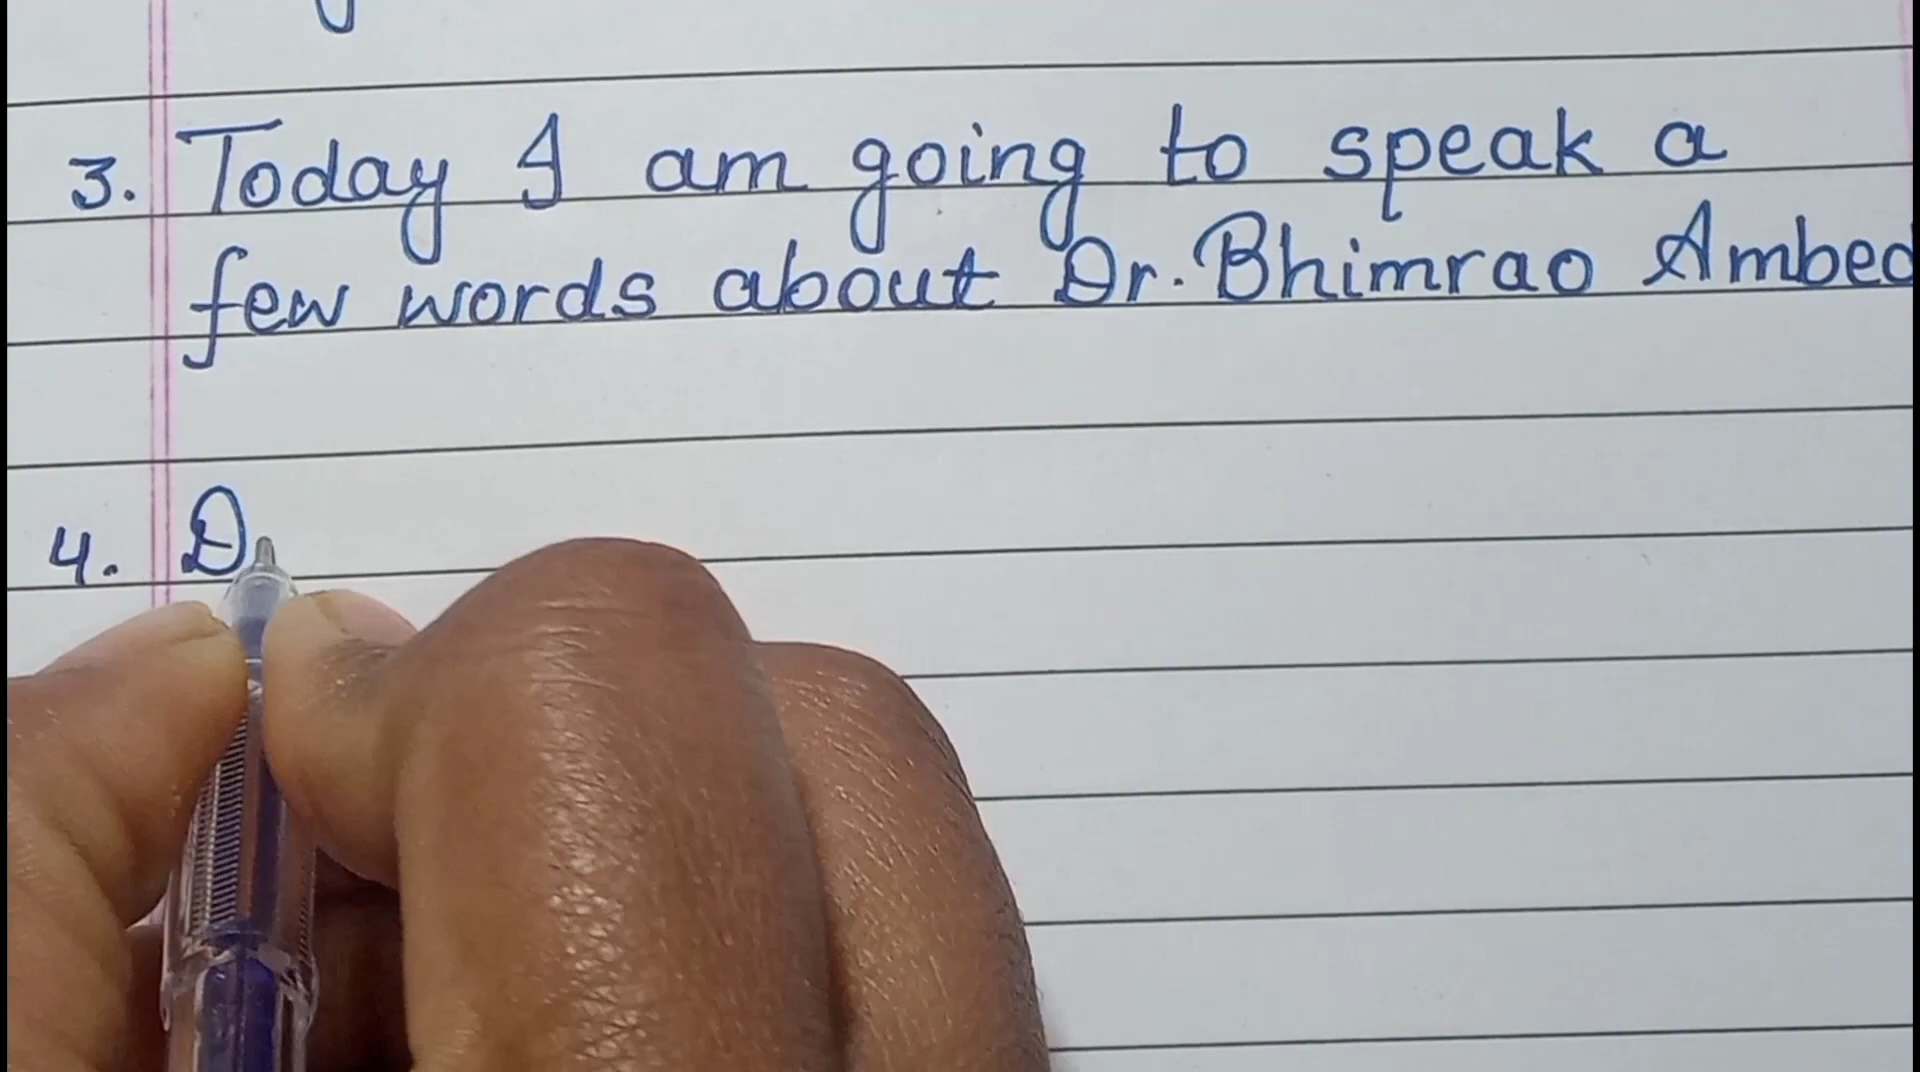 3. Today I am going to speak a
few words about Dr. Bhimrao Ambed
4. D